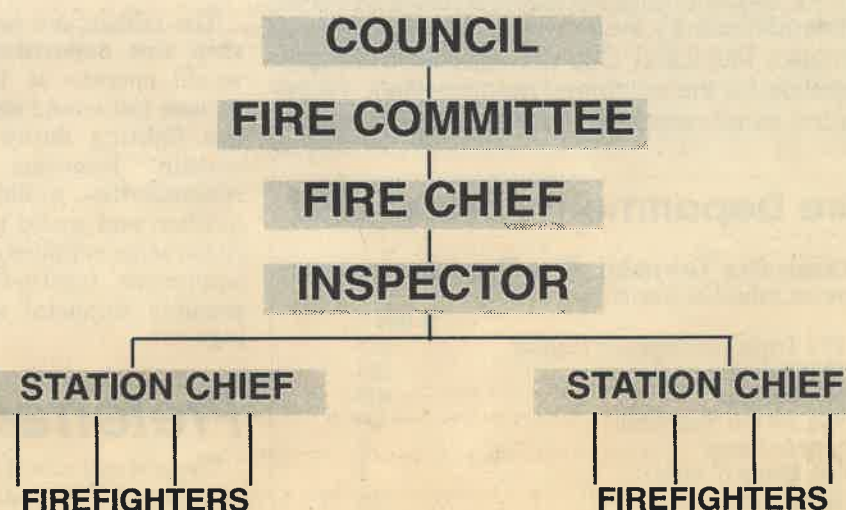 COUNCIL
FIRE COMMITTEE
FIRE CHIEF
INSPECTOR
STATION CHIEF STATION CHIEF
FIREFIGHTERS FIREFIGHTERS